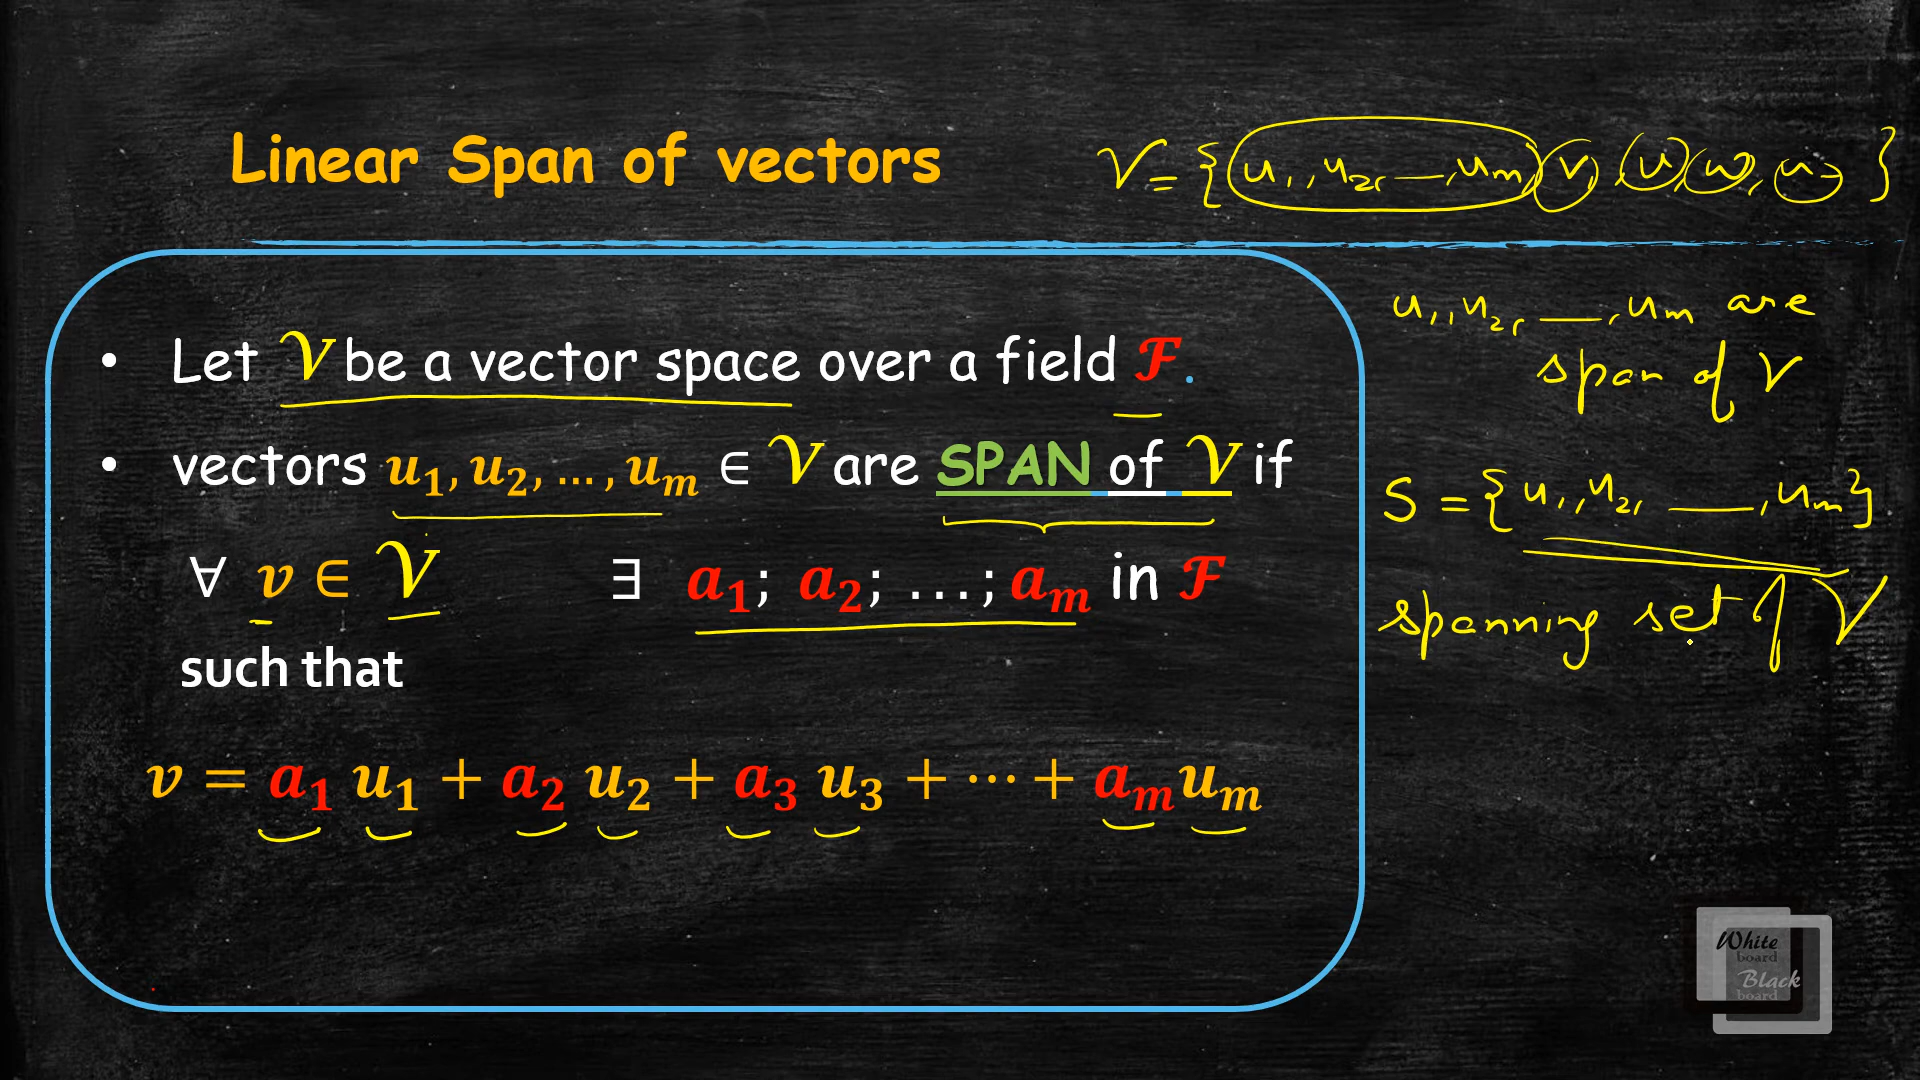 Linear Span of vectors
V = {u₁, u₂, —, uₘ, v₁, u, w, u₇ }
• Let 𝒱 be a vector space over a field ℱ.
• vectors u₁, u₂, …, uₘ ∈ 𝒱 are SPAN of 𝒱 if
∀ v ∈ 𝒱 ∃ a₁; a₂; …; aₘ in ℱ
such that
v = a₁ u₁ + a₂ u₂ + a₃ u₃ + ⋯ + aₘuₘ
u₁, u₂, —, uₘ are
span of V
S = {u₁, u₂, —, uₘ}
spanning set of V
White
board
Black
board